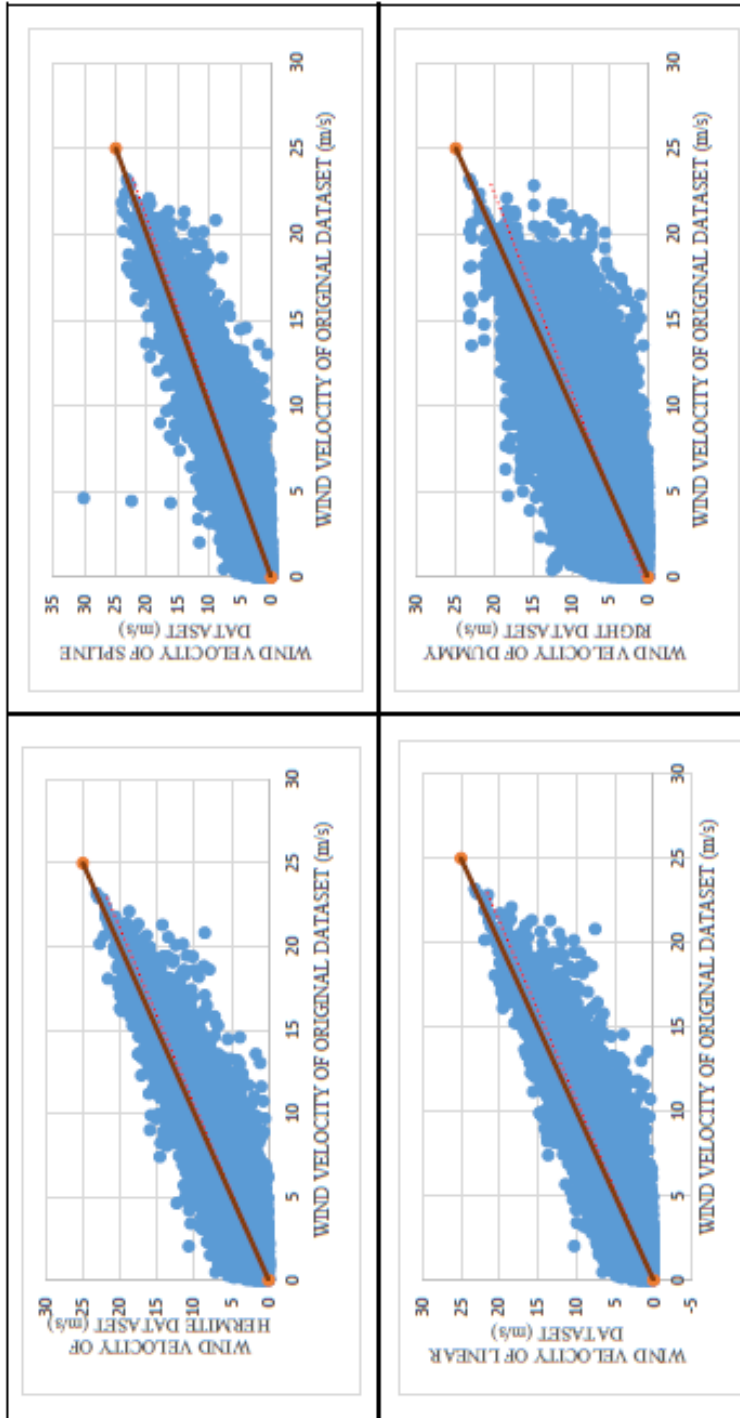 WIND VELOCITY OF
HERMITE DATASET (m/s)
30
25
20
15
10
5
0
0 5 10 15 20 25 30
WIND VELOCITY OF ORIGINAL DATASET (m/s)
WIND VELOCITY OF SPLINE
DATASET (m/s)
35
30
25
20
15
10
5
0
0 5 10 15 20 25 30
WIND VELOCITY OF ORIGINAL DATASET (m/s)
WIND VELOCITY OF LINEAR
DATASET (m/s)
30
25
20
15
10
5
0
-5
0 5 10 15 20 25 30
WIND VELOCITY OF ORIGINAL DATASET (m/s)
WIND VELOCITY OF DUMMY
RIGHT DATASET (m/s)
30
25
20
15
10
5
0
0 5 10 15 20 25 30
WIND VELOCITY OF ORIGINAL DATASET (m/s)